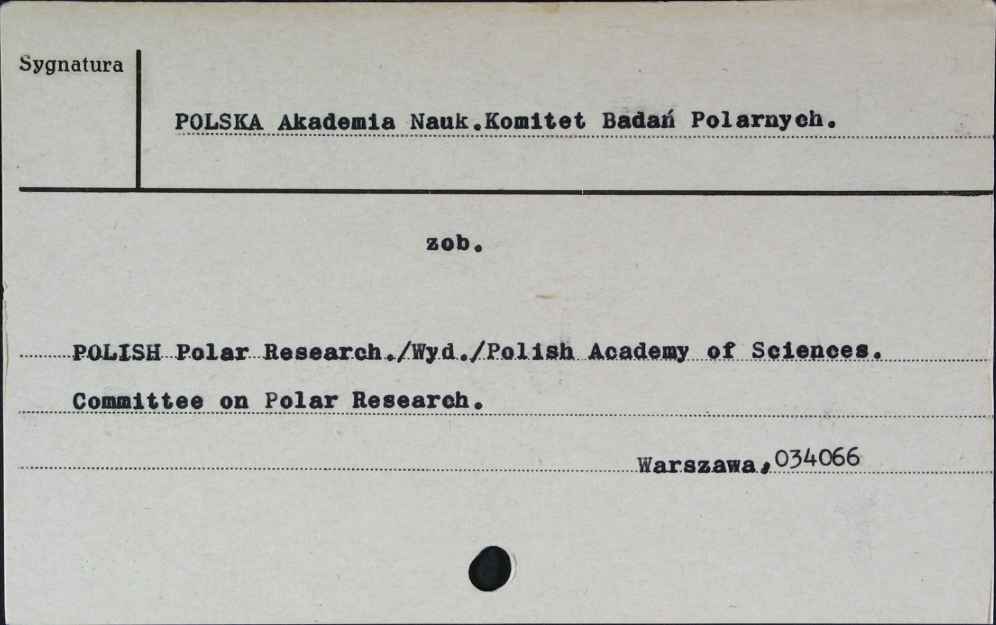 Sygnatura
POLSKA Akademia Nauk.Komitet Badań Polarnych.
zob.
POLISH Polar Research./Wyd./Polish Academy of Sciences.
Committee on Polar Research.
Warszawa,034066